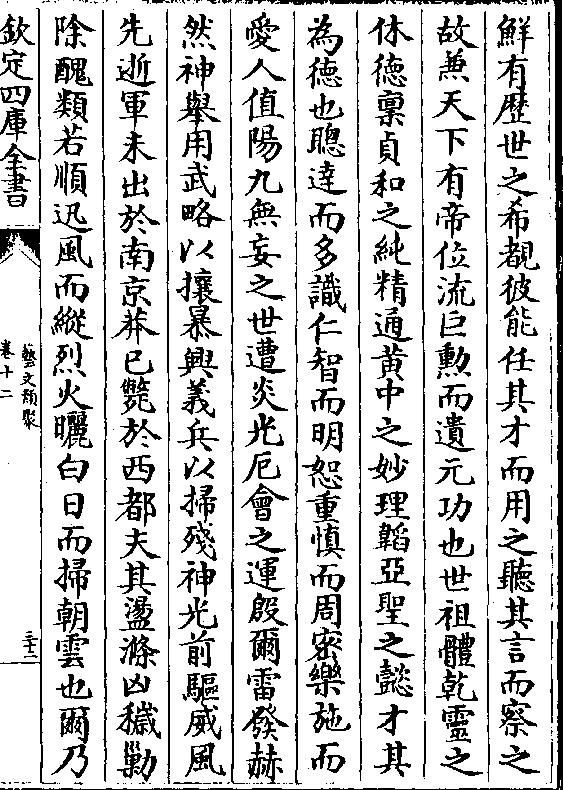 鮮有歴世之希覩彼能任其才而用之聽其言而察之
故兼天下有帝位流巨勲而遺元功也世祖體乾靈之
休徳禀貞和之純精通黄中之妙理韜亞聖之懿才其
為徳也聰達而多識仁智而明恕重慎而周密樂施而
愛人值陽九無妄之世遭炎光厄會之運殷爾雷發赫
然神舉用武略以攘暴興義兵以掃殘神光前驅威風
先逝軍未出於南京莽已斃於西都夫其盪滌凶穢勦
除醜類若順迅風而縱烈火曬白日而掃朝雲也爾乃
欽定四庫全書
藝文類聚
卷十二
三十二